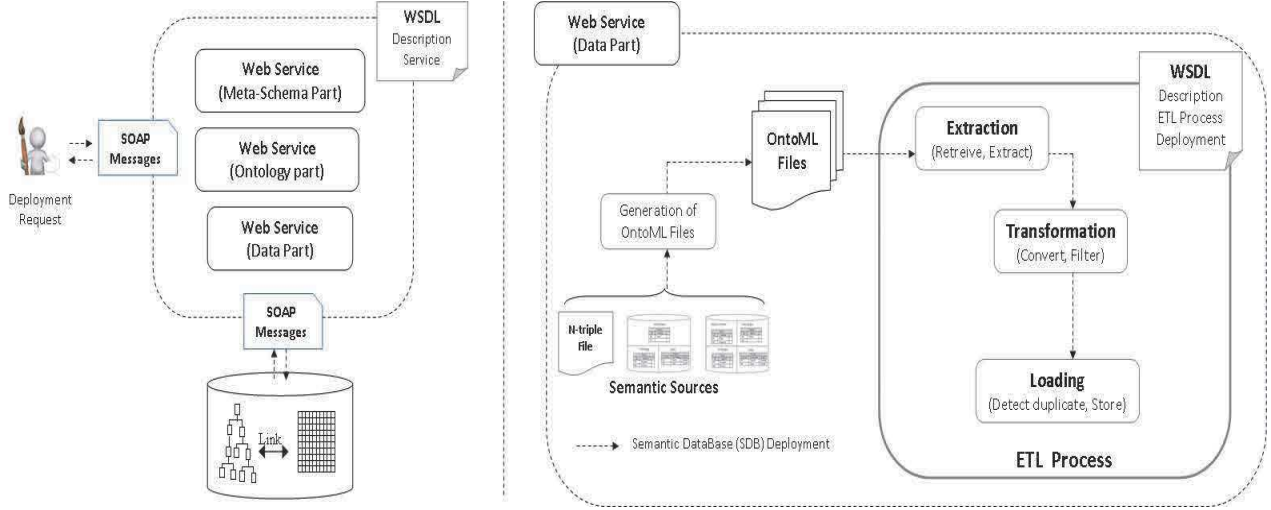 WSDL
Description
Service
Web Service
(Meta-Schema Part)
SOAP
Messages
Web Service
(Ontology part)
Deployment
Request
Web Service
(Data Part)
SOAP
Messages
Link
Web Service
(Data Part)
WSDL
Description
ETL Process
Deployment
OntoML
Files
Extraction
(Retreive, Extract)
Generation of
OntoML Files
Transformation
(Convert, Filter)
N-triple
File
Semantic Sources
Loading
(Detect duplicate, Store)
Semantic DataBase (SDB) Deployment
ETL Process